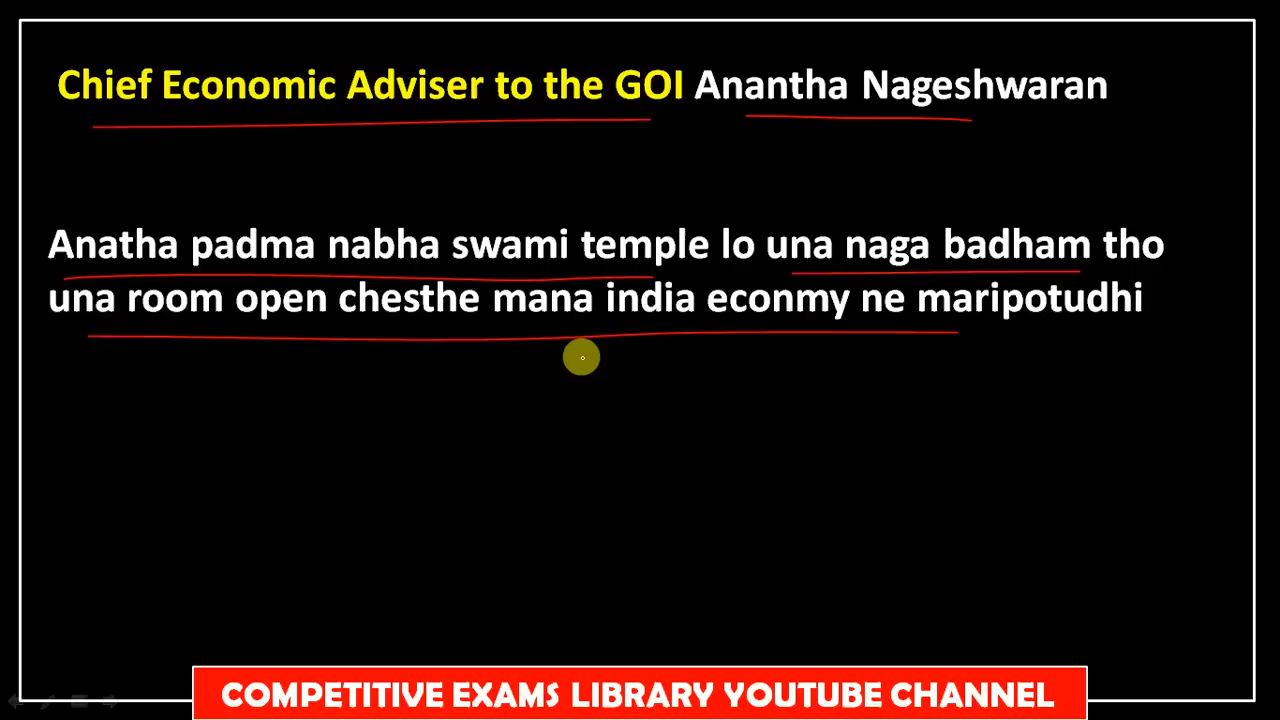 Chief Economic Adviser to the GOI Anantha Nageshwaran
Anatha padma nabha swami temple lo una naga badham tho
una room open chesthe mana india econmy ne maripotudhi
COMPETITIVE EXAMS LIBRARY YOUTUBE CHANNEL